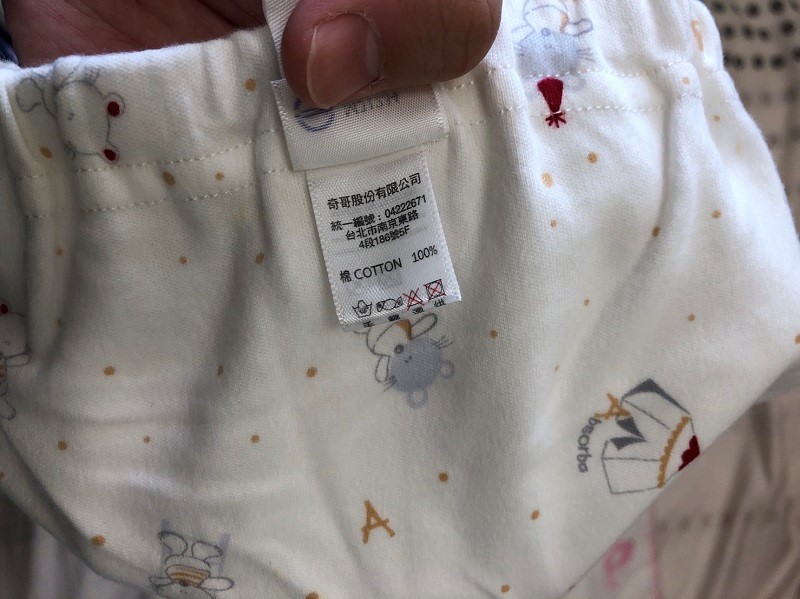 奇哥股份有限公司
統一編號：04222671
台北市南京東路
4段186號5F
棉 COTTON 100%
A
A
absorba